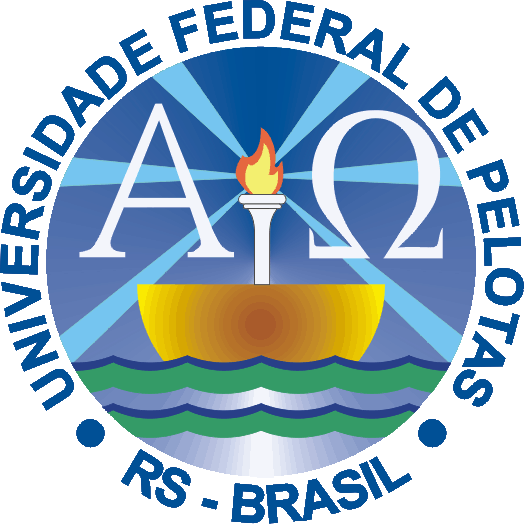 UNIVERSIDADE FEDERAL DE PELOTAS
Α Ω
RS - BRASIL